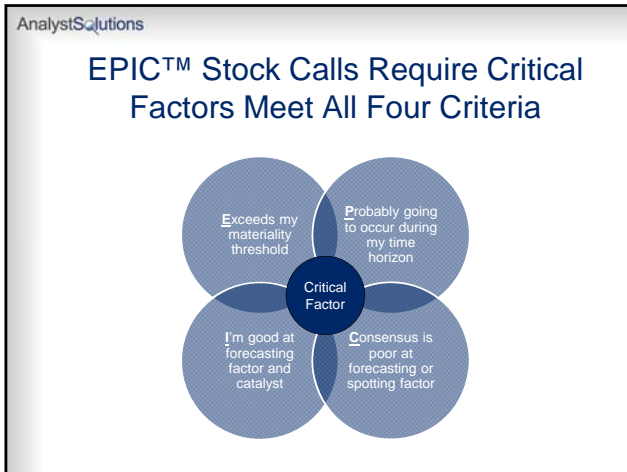 AnalystSolutions
EPIC™ Stock Calls Require Critical
Factors Meet All Four Criteria
Exceeds my
materiality
threshold
Probably going
to occur during
my time
horizon
Critical
Factor
I'm good at
forecasting
factor and
catalyst
Consensus is
poor at
forecasting or
spotting factor